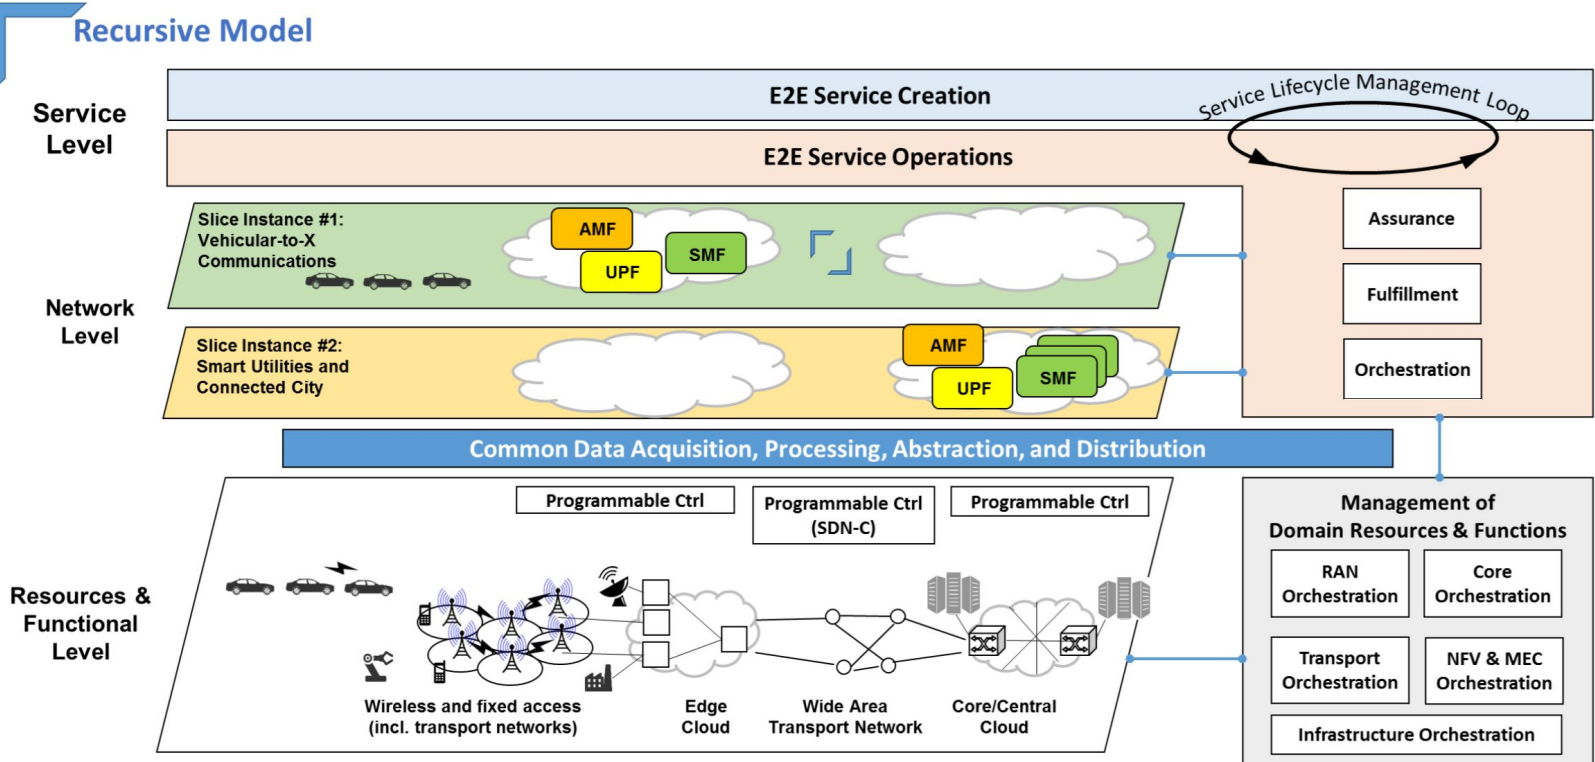 Recursive Model
Service
Level
E2E Service Creation
Service Lifecycle Management Loop
E2E Service Operations
Network
Level
Slice Instance #1:
Vehicular-to-X
Communications
AMF
SMF
UPF
Assurance
Fulfillment
Orchestration
Slice Instance #2:
Smart Utilities and
Connected City
AMF
UPF
SMF
Common Data Acquisition, Processing, Abstraction, and Distribution
Resources &
Functional
Level
Programmable Ctrl
Programmable Ctrl
(SDN-C)
Programmable Ctrl
Wireless and fixed access
(incl. transport networks)
Edge
Cloud
Wide Area
Transport Network
Core/Central
Cloud
Management of
Domain Resources & Functions
RAN
Orchestration
Core
Orchestration
Transport
Orchestration
NFV & MEC
Orchestration
Infrastructure Orchestration